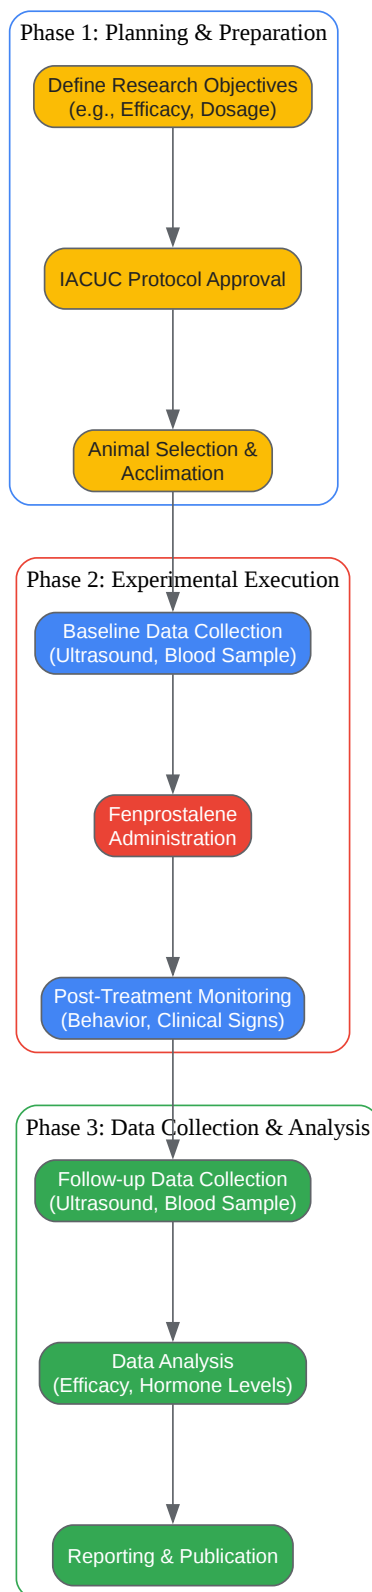 Phase 1: Planning & Preparation
Define Research Objectives
(e.g., Efficacy, Dosage)
IACUC Protocol Approval
Animal Selection &
Acclimation
Phase 2: Experimental Execution
Baseline Data Collection
(Ultrasound, Blood Sample)
Fenprostalene
Administration
Post-Treatment Monitoring
(Behavior, Clinical Signs)
Phase 3: Data Collection & Analysis
Follow-up Data Collection
(Ultrasound, Blood Sample)
Data Analysis
(Efficacy, Hormone Levels)
Reporting & Publication